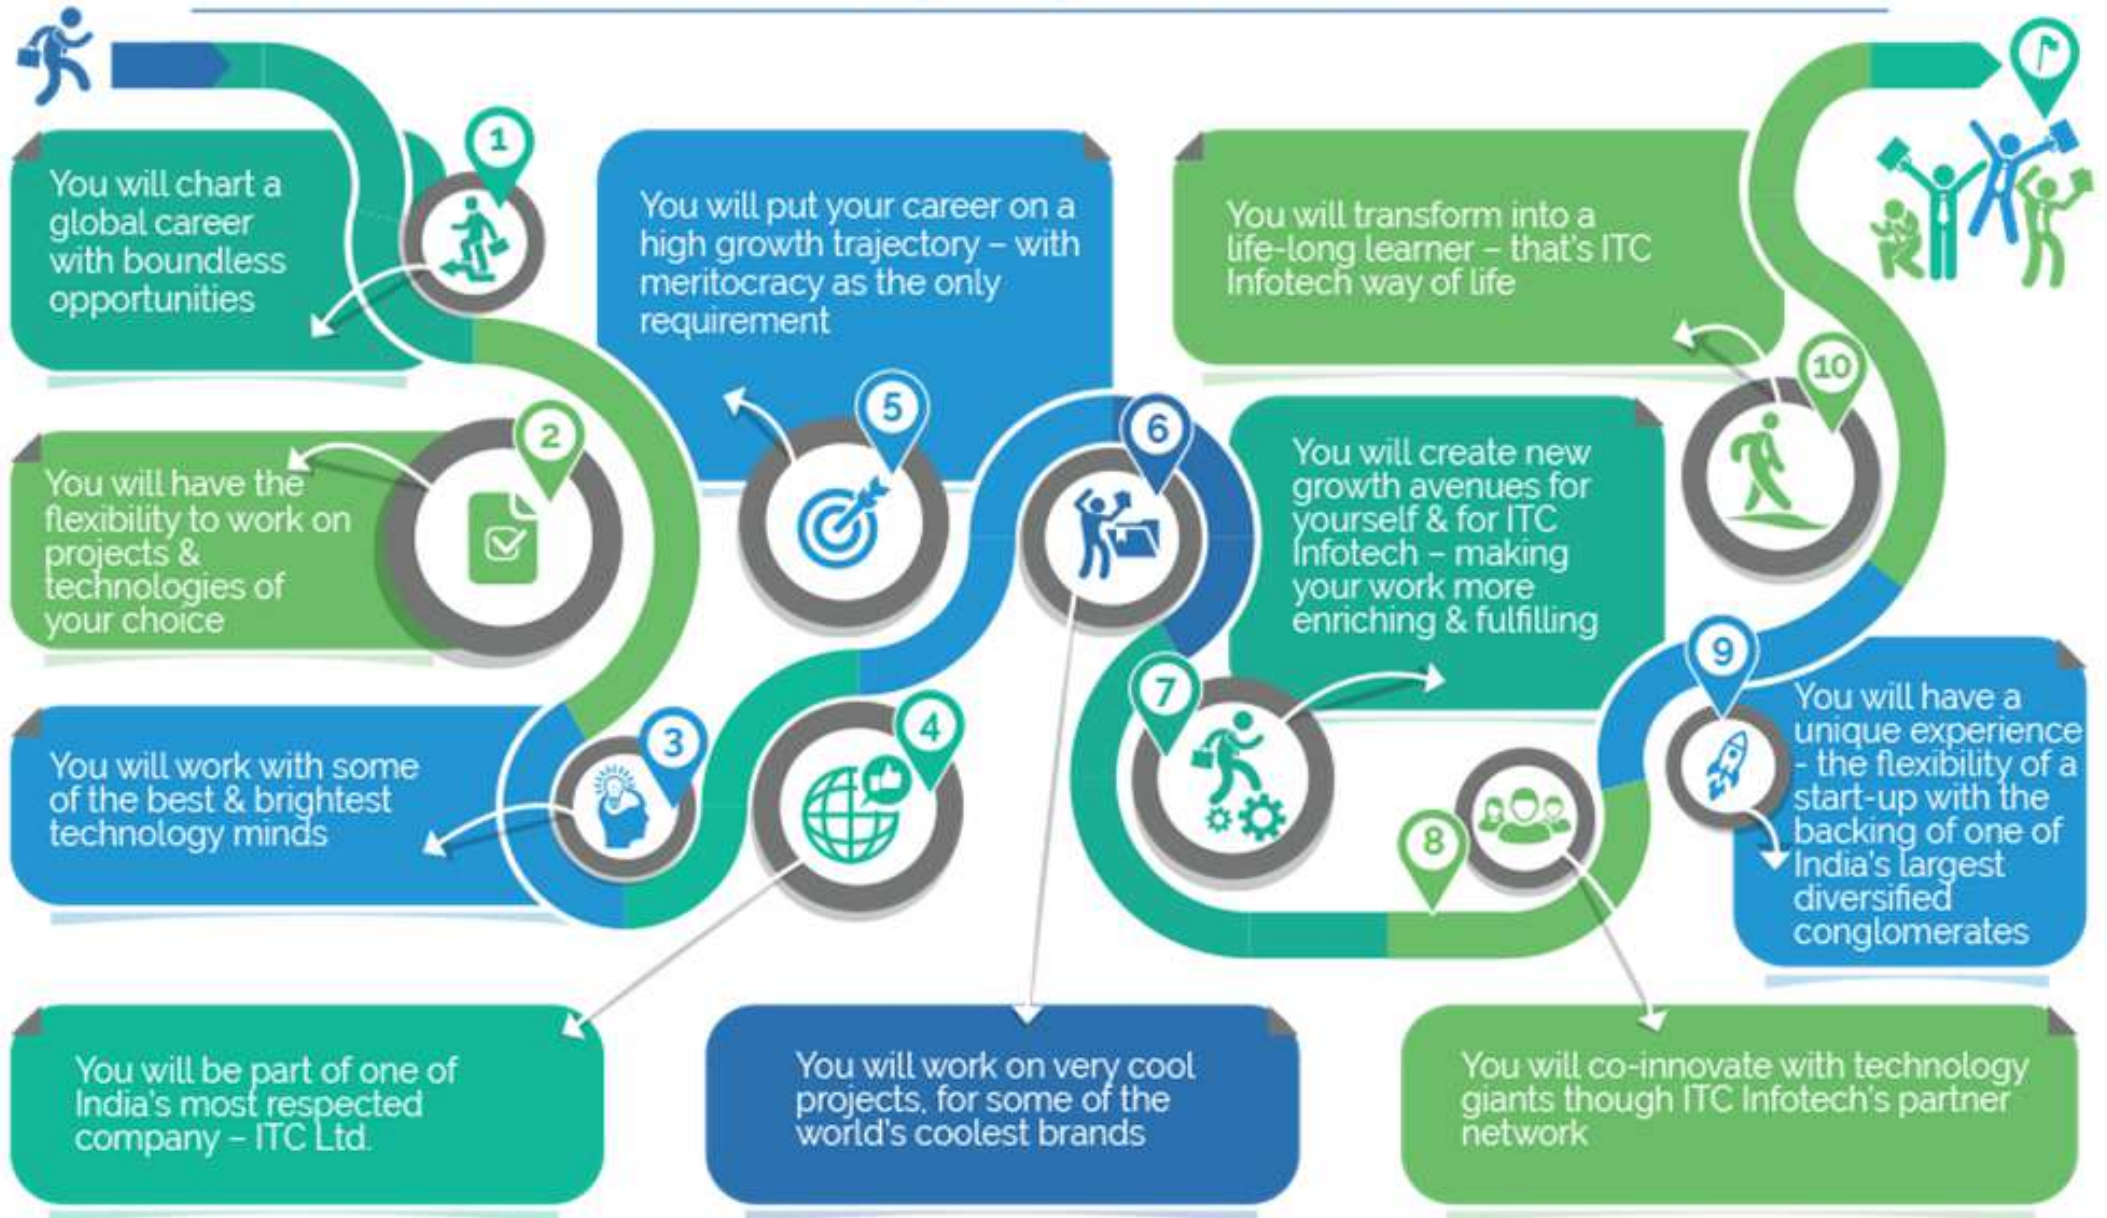 1
You will chart a
global career
with boundless
opportunities
2
You will have the
flexibility to work on
projects &
technologies of
your choice
3
You will work with some
of the best & brightest
technology minds
4
You will be part of one of
India's most respected
company – ITC Ltd.
5
You will put your career on a
high growth trajectory – with
meritocracy as the only
requirement
6
You will work on very cool
projects, for some of the
world's coolest brands
7
You will create new
growth avenues for
yourself & for ITC
Infotech – making
your work more
enriching & fulfilling
8
You will co-innovate with technology
giants though ITC Infotech's partner
network
9
You will have a
unique experience
- the flexibility of a
start-up with the
backing of one of
India's largest
diversified
conglomerates
10
You will transform into a
life-long learner – that's ITC
Infotech way of life